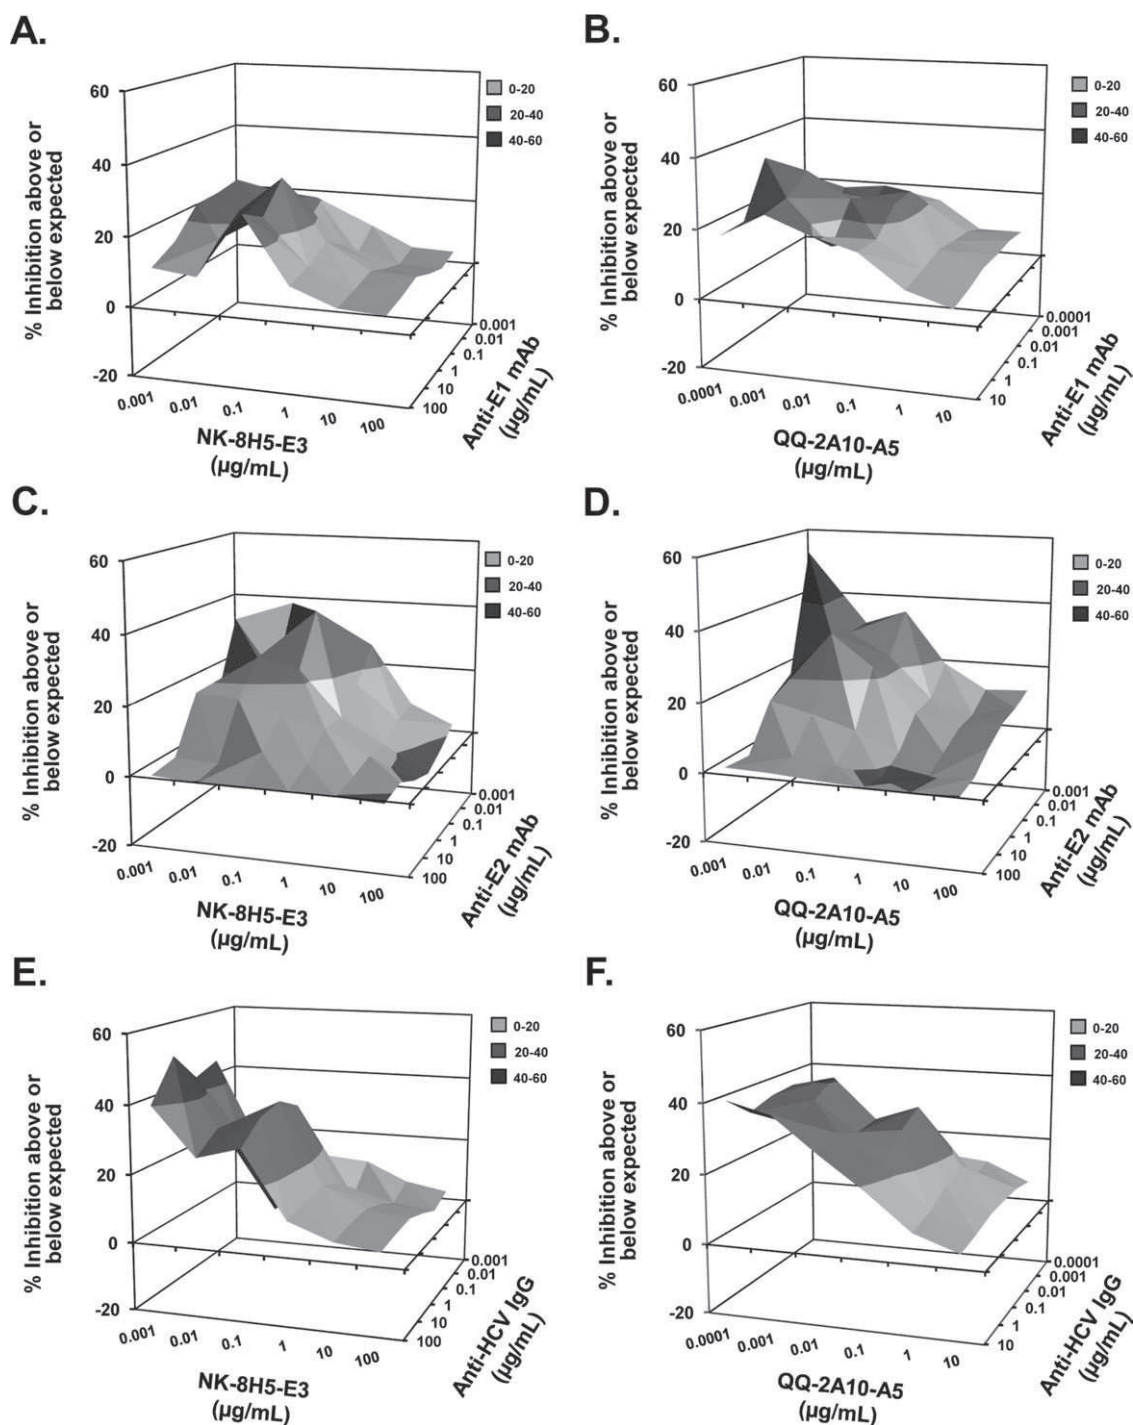 A.
% Inhibition above or
below expected
60
40
20
0
-20
0-20
20-40
40-60
0.001
0.01
0.1
1
10
100
NK-8H5-E3
(µg/mL)
0.001
0.01
0.1
1
10
100
Anti-E1 mAb
(µg/mL)
B.
% Inhibition above or
below expected
60
40
20
0
-20
0-20
20-40
40-60
0.0001
0.001
0.01
0.1
1
10
QQ-2A10-A5
(µg/mL)
0.0001
0.001
0.01
0.1
1
10
Anti-E1 mAb
(µg/mL)
C.
% Inhibition above or
below expected
60
40
20
0
-20
0-20
20-40
40-60
0.001
0.01
0.1
1
10
100
NK-8H5-E3
(µg/mL)
0.001
0.01
0.1
1
10
100
Anti-E2 mAb
(µg/mL)
D.
% Inhibition above or
below expected
60
40
20
0
-20
0-20
20-40
40-60
0.001
0.01
0.1
1
10
100
QQ-2A10-A5
(µg/mL)
0.001
0.01
0.1
1
10
100
Anti-E2 mAb
(µg/mL)
E.
% Inhibition above or
below expected
60
40
20
0
-20
0-20
20-40
40-60
0.001
0.01
0.1
1
10
100
NK-8H5-E3
(µg/mL)
0.001
0.01
0.1
1
10
100
Anti-HCV IgG
(µg/mL)
F.
% Inhibition above or
below expected
60
40
20
0
-20
0-20
20-40
40-60
0.0001
0.001
0.01
0.1
1
10
QQ-2A10-A5
(µg/mL)
0.0001
0.001
0.01
0.1
1
10
Anti-HCV IgG
(µg/mL)